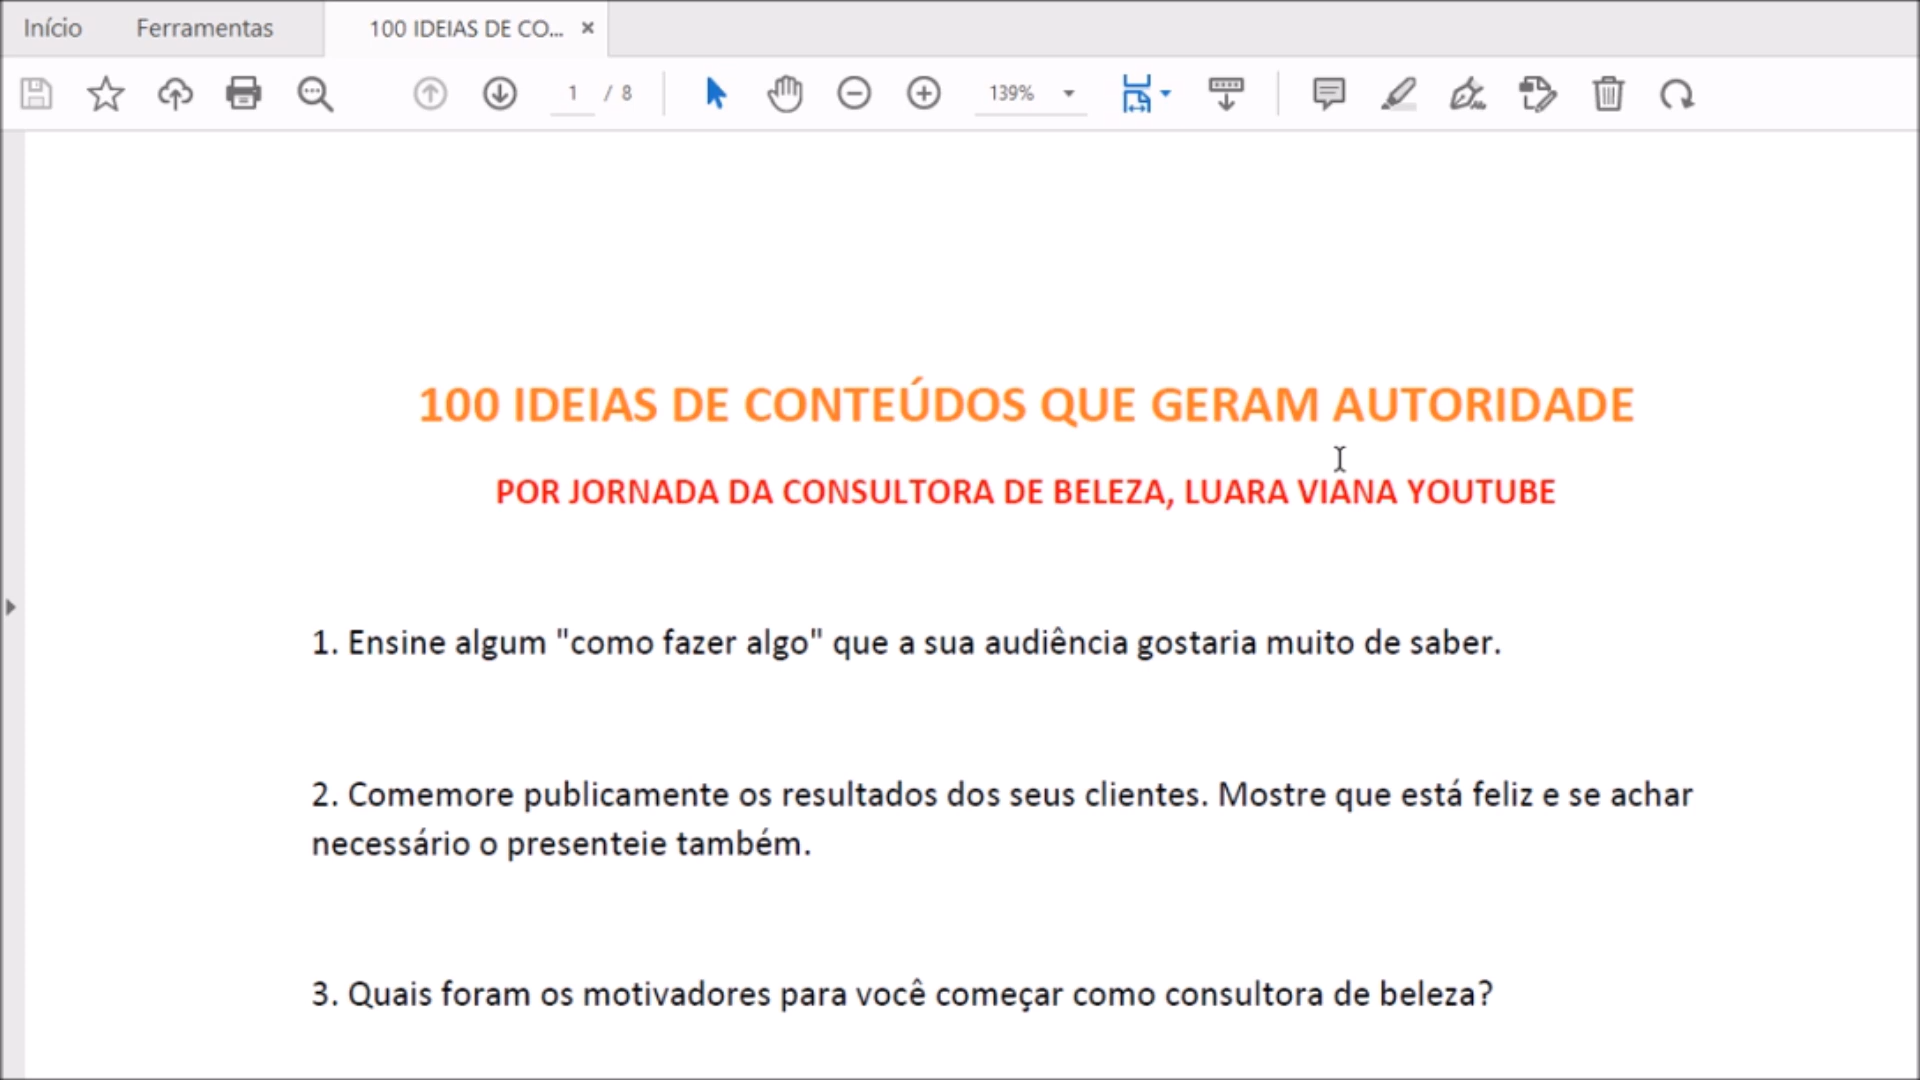 Início Ferramentas 100 IDEIAS DE CO... ×
1 / 8 139%
100 IDEIAS DE CONTEÚDOS QUE GERAM AUTORIDADE
POR JORNADA DA CONSULTORA DE BELEZA, LUARA VIANA YOUTUBE
1. Ensine algum "como fazer algo" que a sua audiência gostaria muito de saber.
2. Comemore publicamente os resultados dos seus clientes. Mostre que está feliz e se achar
necessário o presenteie também.
3. Quais foram os motivadores para você começar como consultora de beleza?